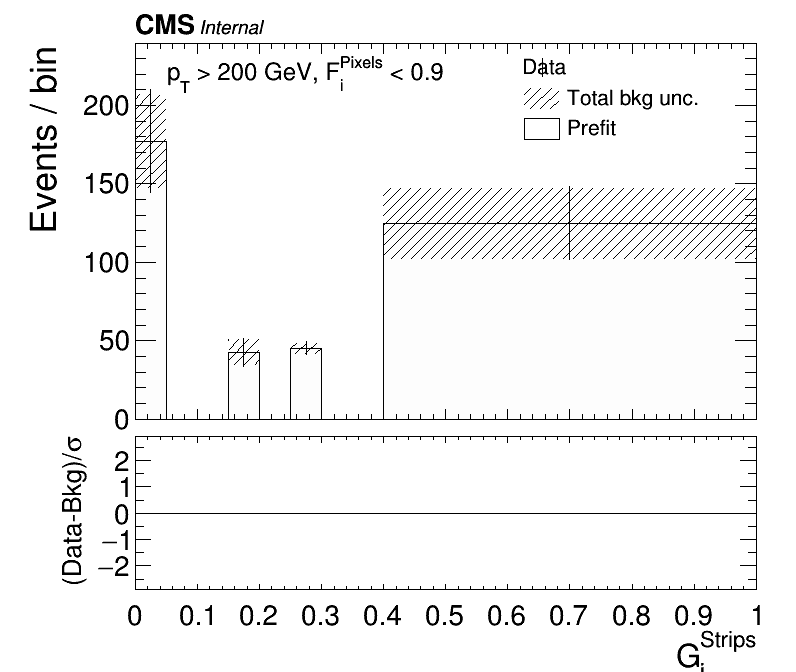 CMS Internal
p_T > 200 GeV, F_i^Pixels < 0.9
Data
Total bkg unc.
Prefit
Events / bin
200
150
100
50
0
(Data-Bkg)/σ
2
1
0
−1
−2
0 0.1 0.2 0.3 0.4 0.5 0.6 0.7 0.8 0.9 1
G_i^Strips